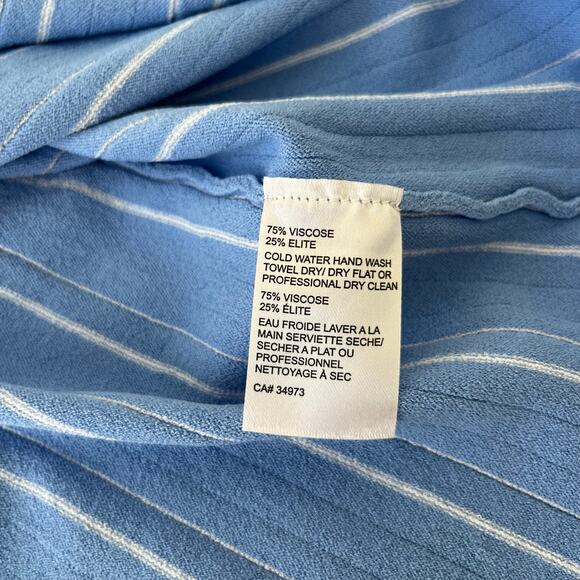 75% VISCOSE
25% ELITE
COLD WATER HAND WASH
TOWEL DRY/ DRY FLAT OR
PROFESSIONAL DRY CLEAN
75% VISCOSE
25% ÉLITE
EAU FROIDE LAVER A LA
MAIN SERVIETTE SECHE/
SECHER A PLAT OU
PROFESSIONNEL
NETTOYAGE À SEC
CA# 34973